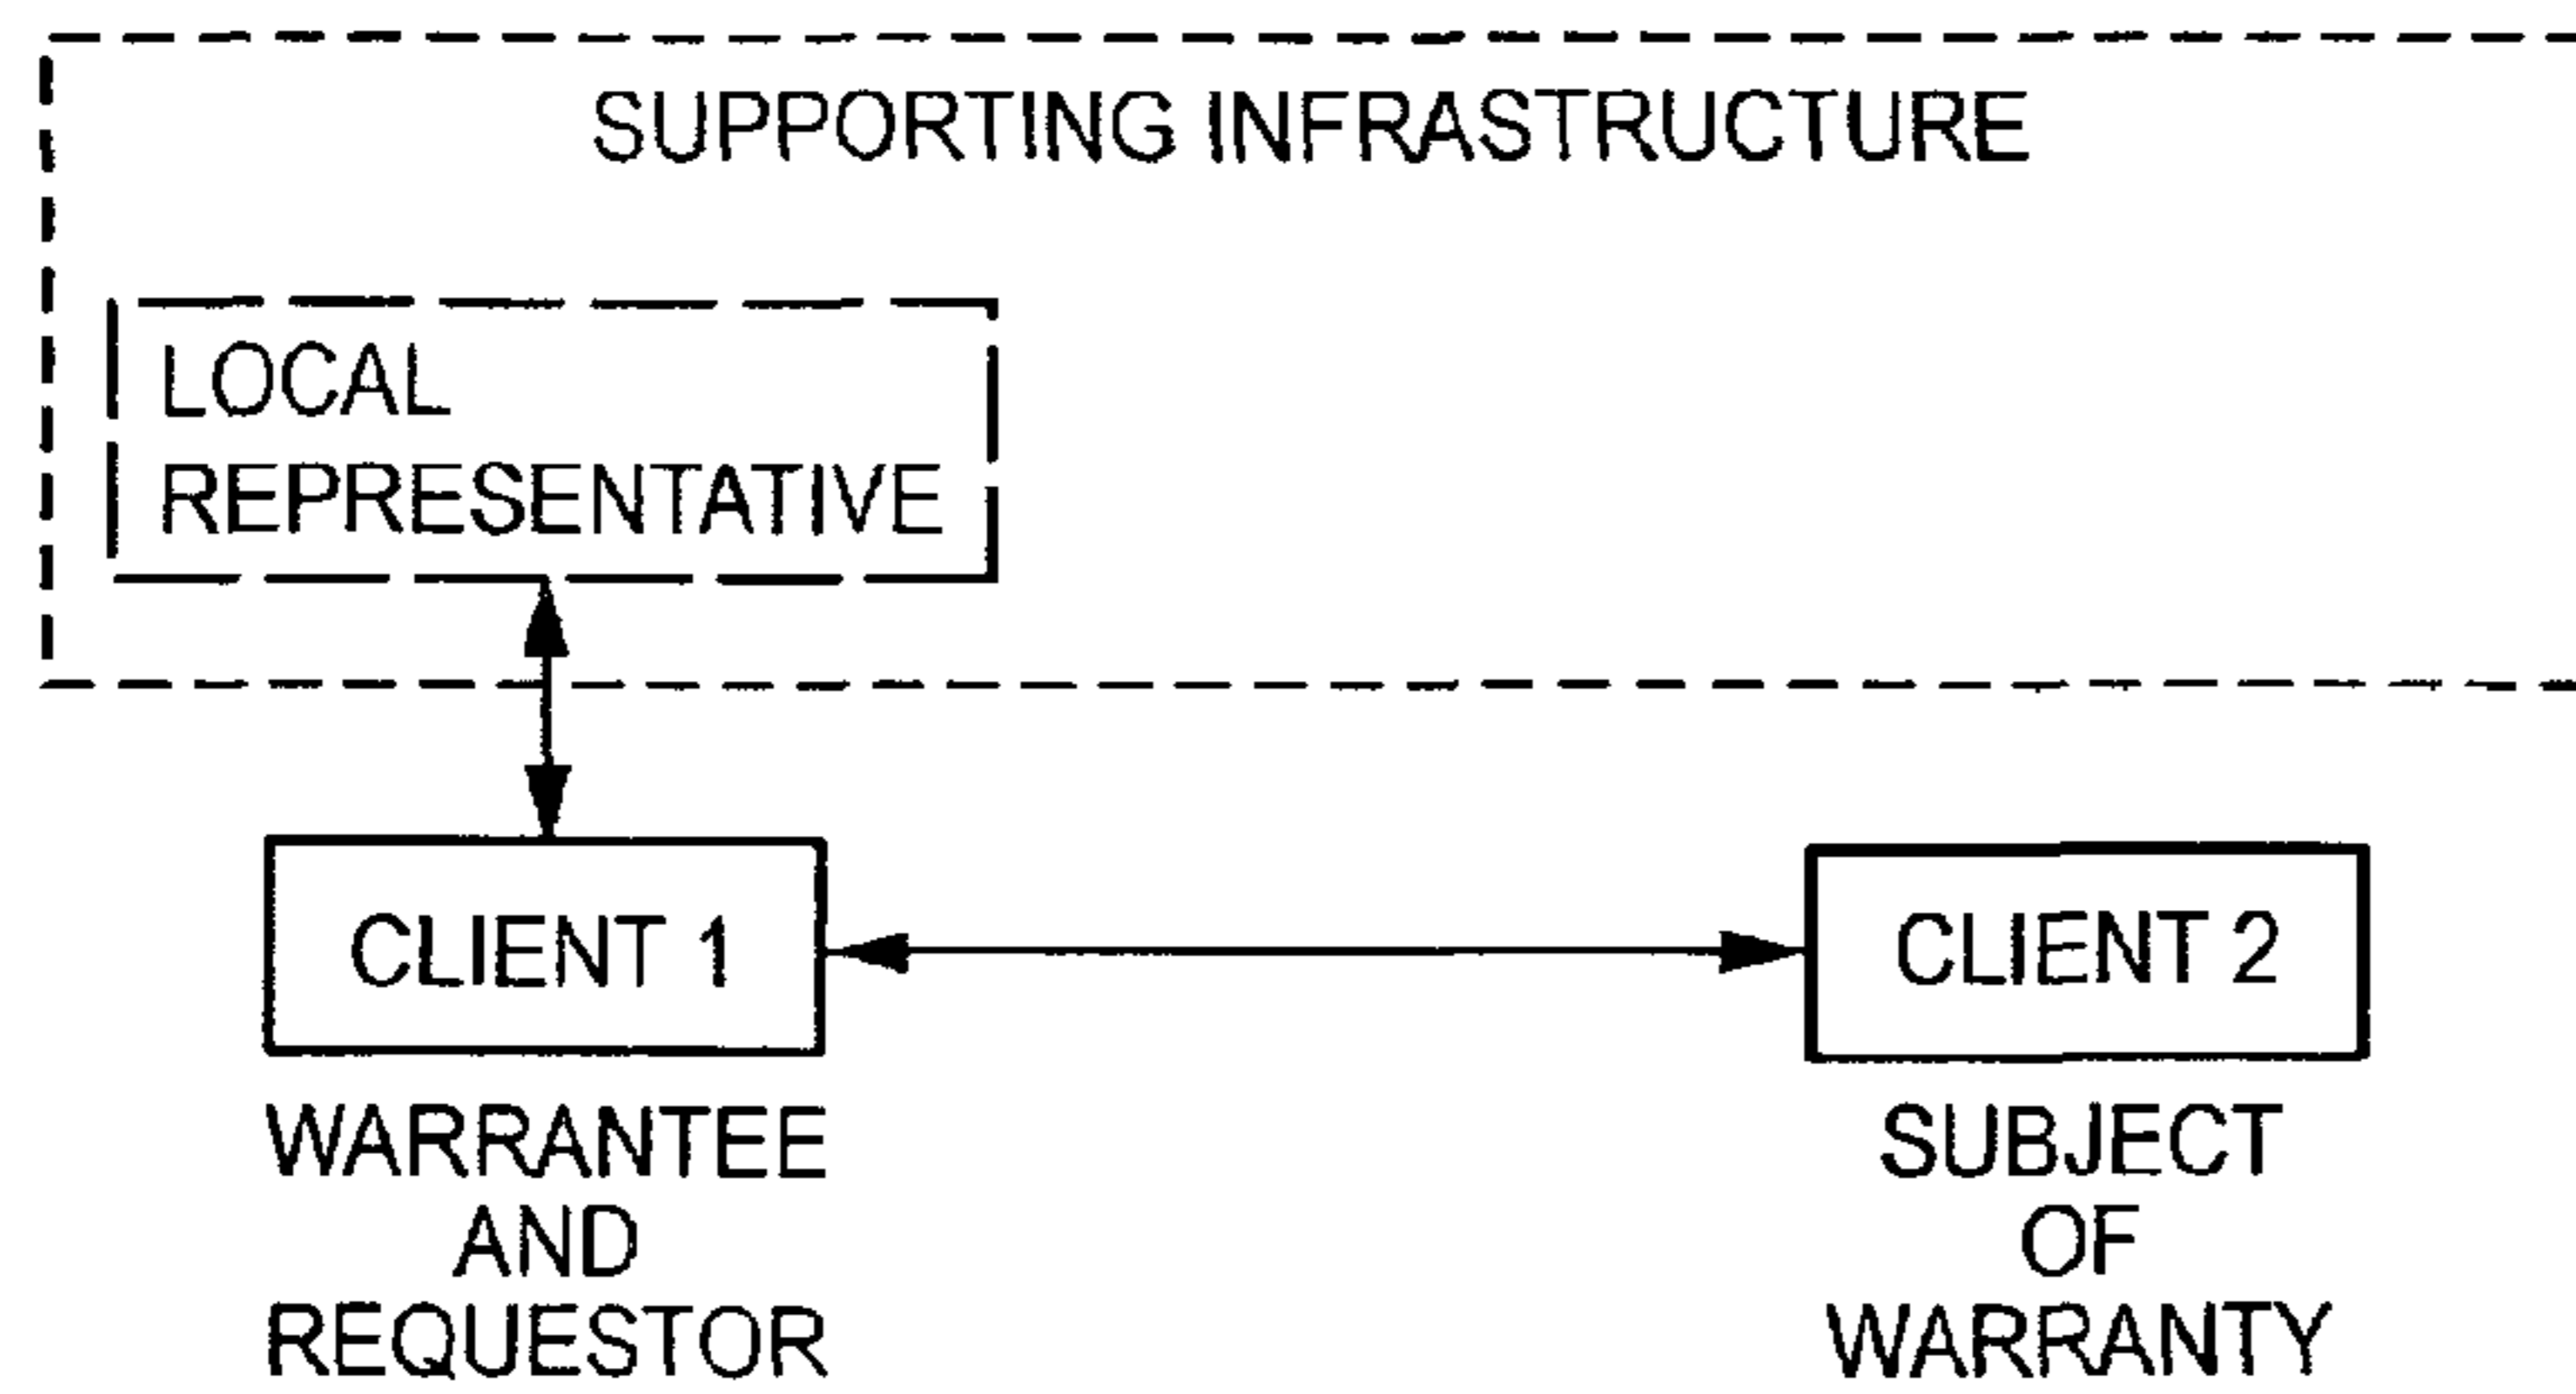 SUPPORTING INFRASTRUCTURE
LOCAL
REPRESENTATIVE
CLIENT 1
CLIENT 2
WARRANTEE
AND
REQUESTOR
SUBJECT
OF
WARRANTY